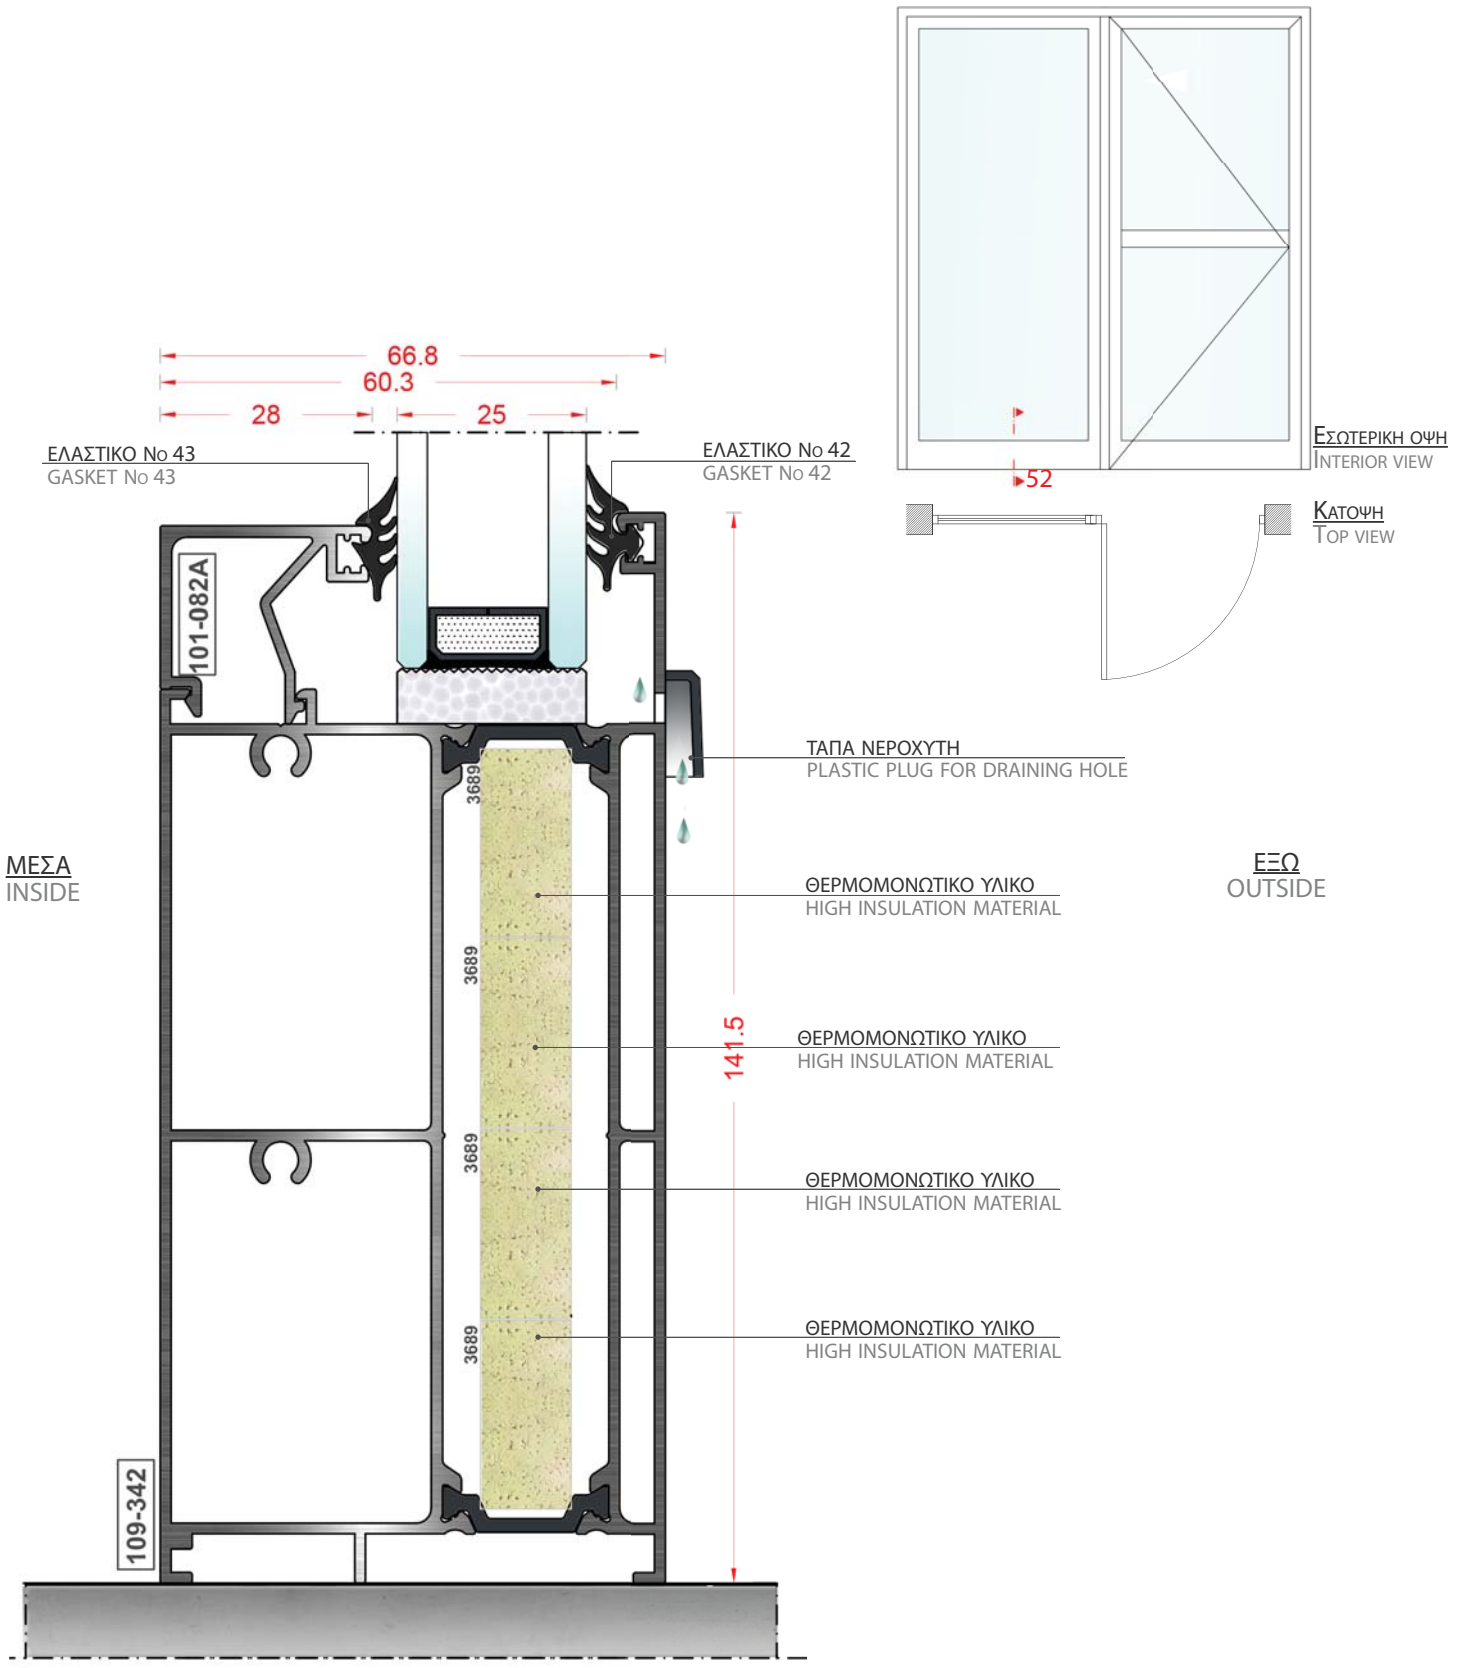 66.8
60.3
28
25
ΕΛΑΣΤΙΚΟ Νο 43
GASKET No 43
ΕΛΑΣΤΙΚΟ Νο 42
GASKET No 42
52
ΕΣΩΤΕΡΙΚΗ ΟΨΗ
INTERIOR VIEW
ΚΑΤΟΨΗ
TOP VIEW
101-082A
ΤΑΠΑ ΝΕΡΟΧΥΤΗ
PLASTIC PLUG FOR DRAINING HOLE
3689
ΜΕΣΑ
INSIDE
ΕΞΩ
OUTSIDE
ΘΕΡΜΟΜΟΝΩΤΙΚΟ ΥΛΙΚΟ
HIGH INSULATION MATERIAL
3689
141.5
ΘΕΡΜΟΜΟΝΩΤΙΚΟ ΥΛΙΚΟ
HIGH INSULATION MATERIAL
3689
ΘΕΡΜΟΜΟΝΩΤΙΚΟ ΥΛΙΚΟ
HIGH INSULATION MATERIAL
3689
ΘΕΡΜΟΜΟΝΩΤΙΚΟ ΥΛΙΚΟ
HIGH INSULATION MATERIAL
109-342